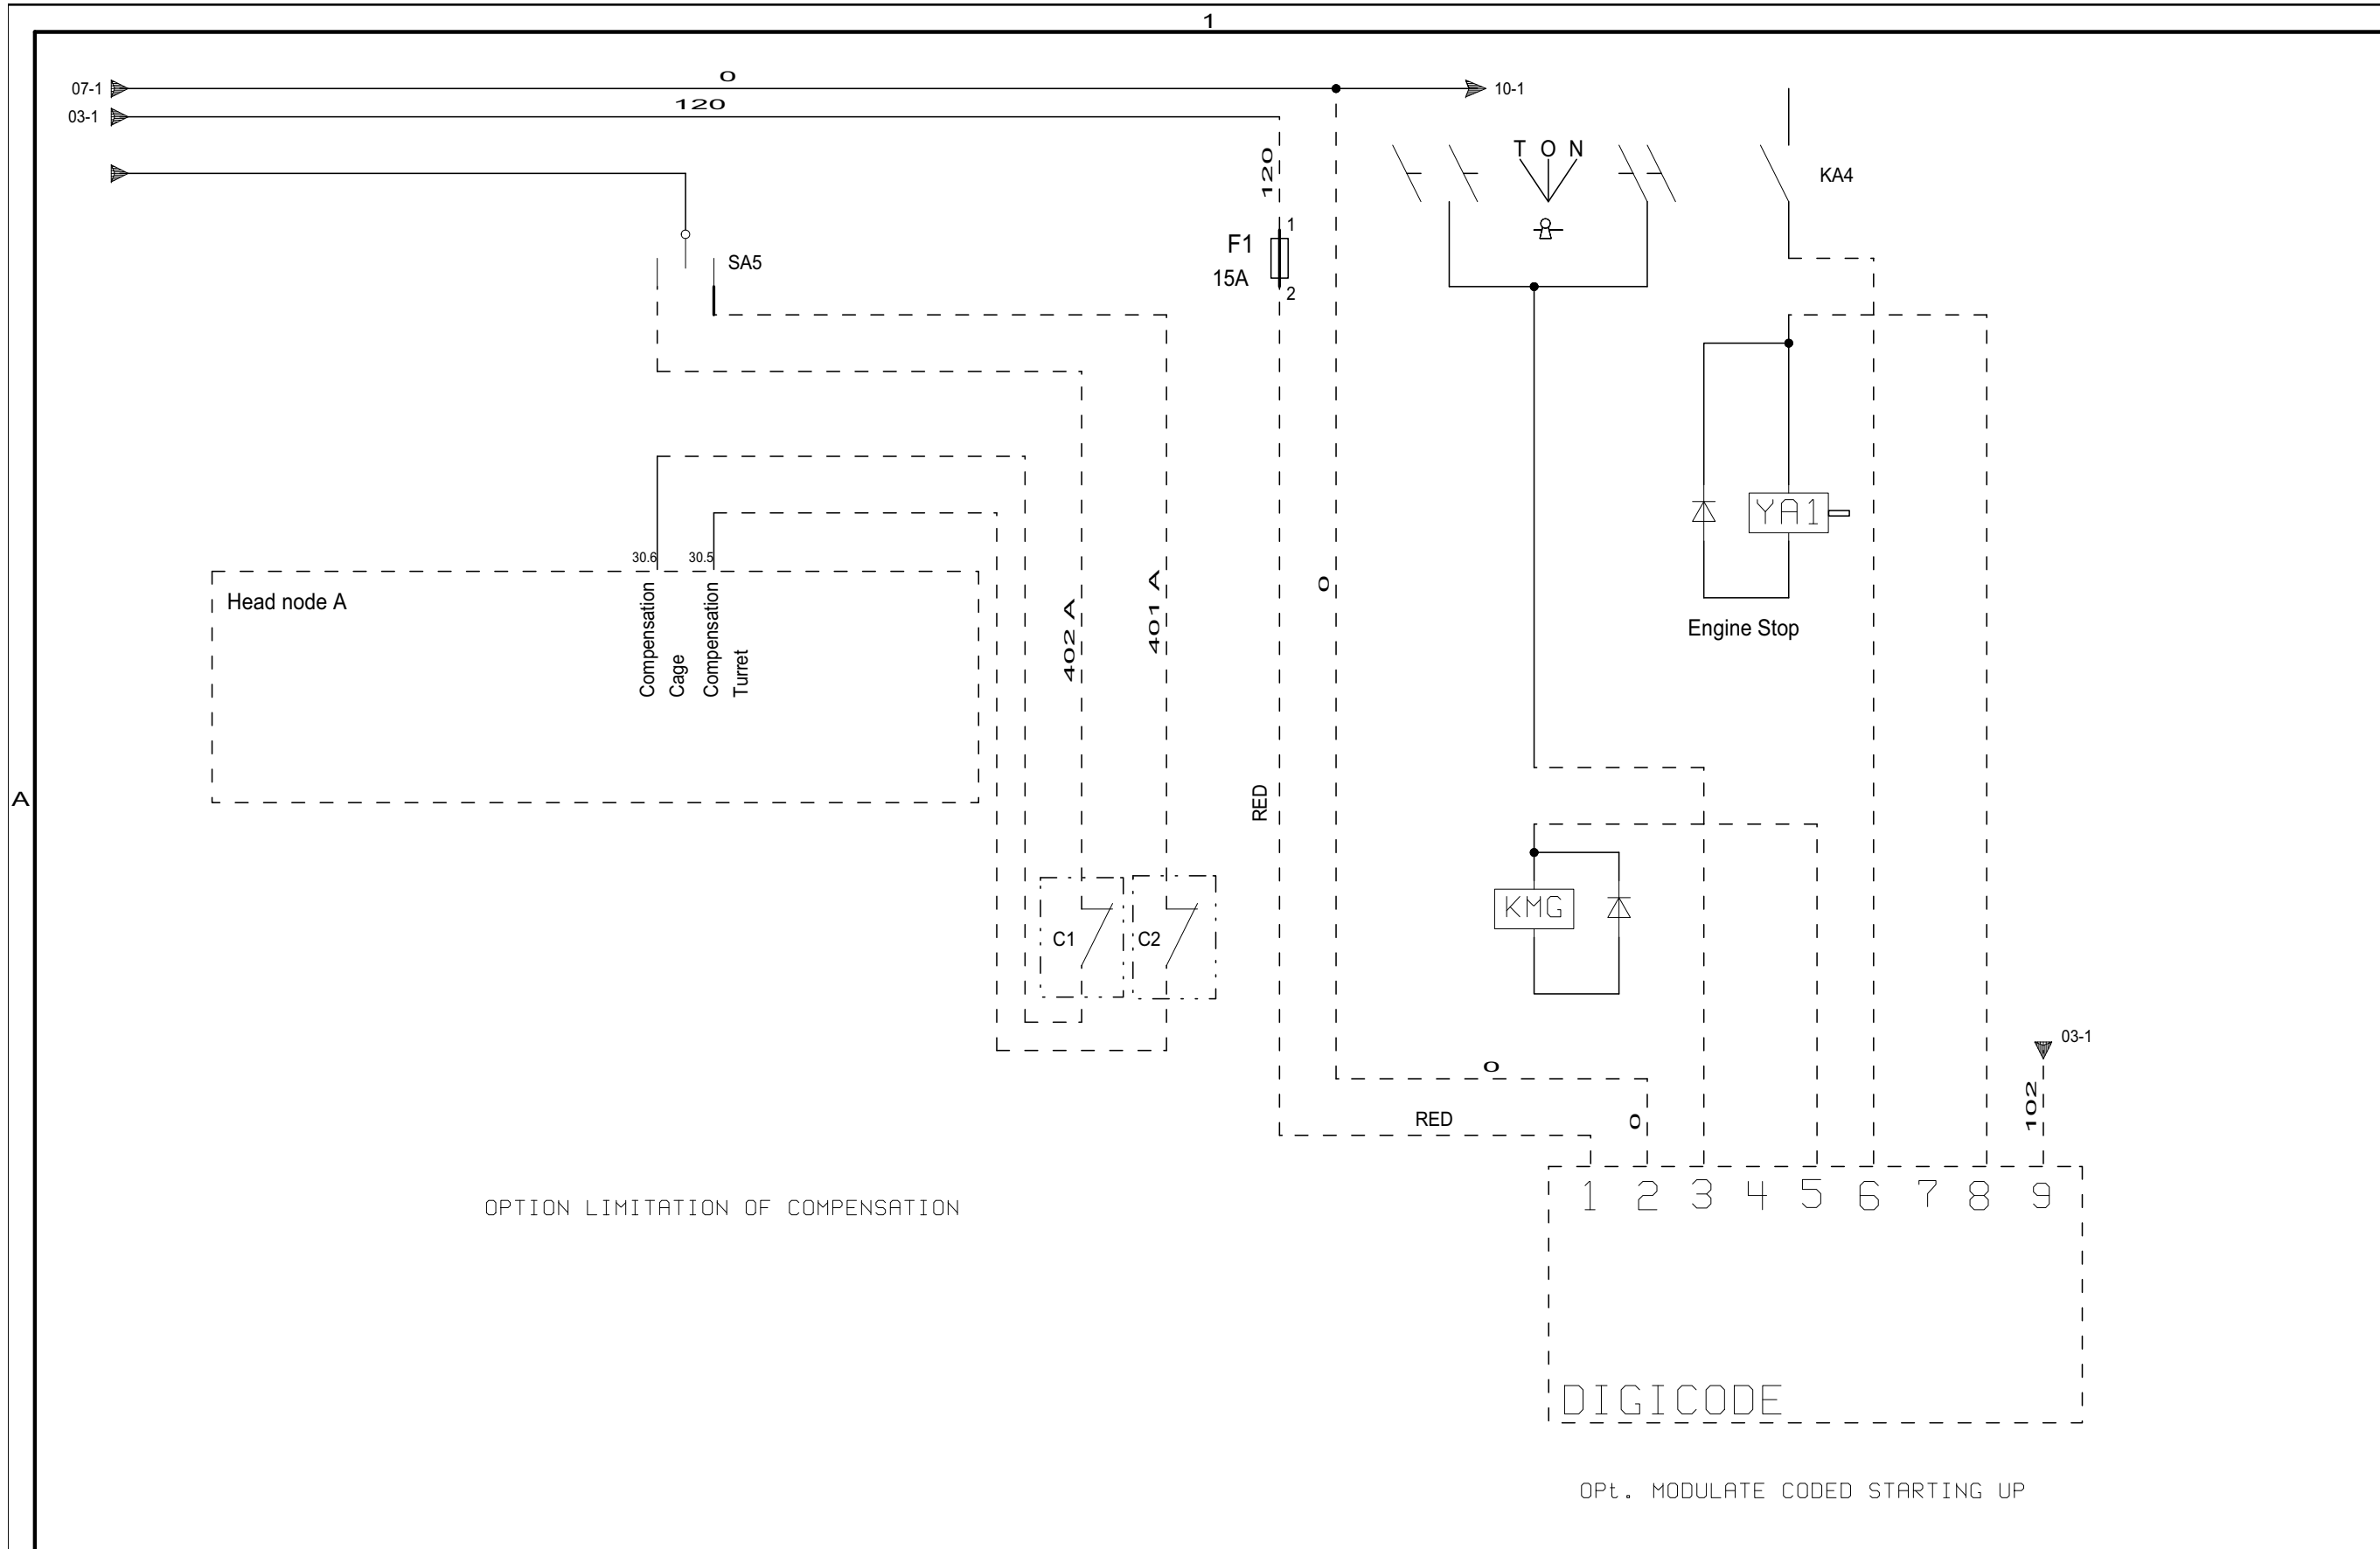 1
07-1
0
10-1
03-1
120
T O N
KA4
120
1
F1
SA5
15A
2
30.6
30.5
Head node A
Compensation
Cage
Compensation
Turret
402 A
401 A
0
YA1
Engine Stop
A
RED
KMG
C1
C2
03-1
0
102
RED
0
1 2 3 4 5 6 7 8 9
OPTION LIMITATION OF COMPENSATION
DIGICODE
OPt. MODULATE CODED STARTING UP